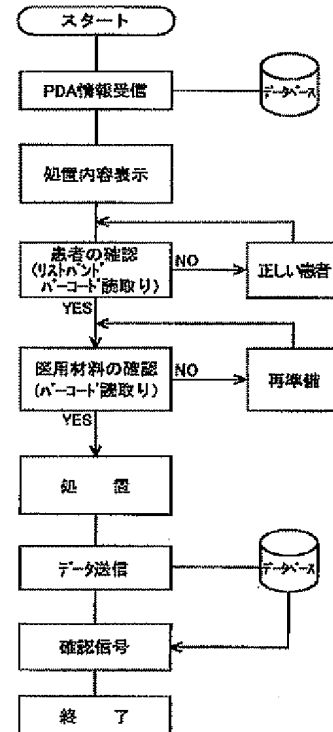 スタート
PDA情報受信
データベース
処置内容表示
患者の確認
(リストバンド
バーコード読取り)
NO
正しい患者
YES
医用材料の確認
(バーコード読取り)
NO
再準備
YES
処 置
データ送信
データベース
確認信号
終 了